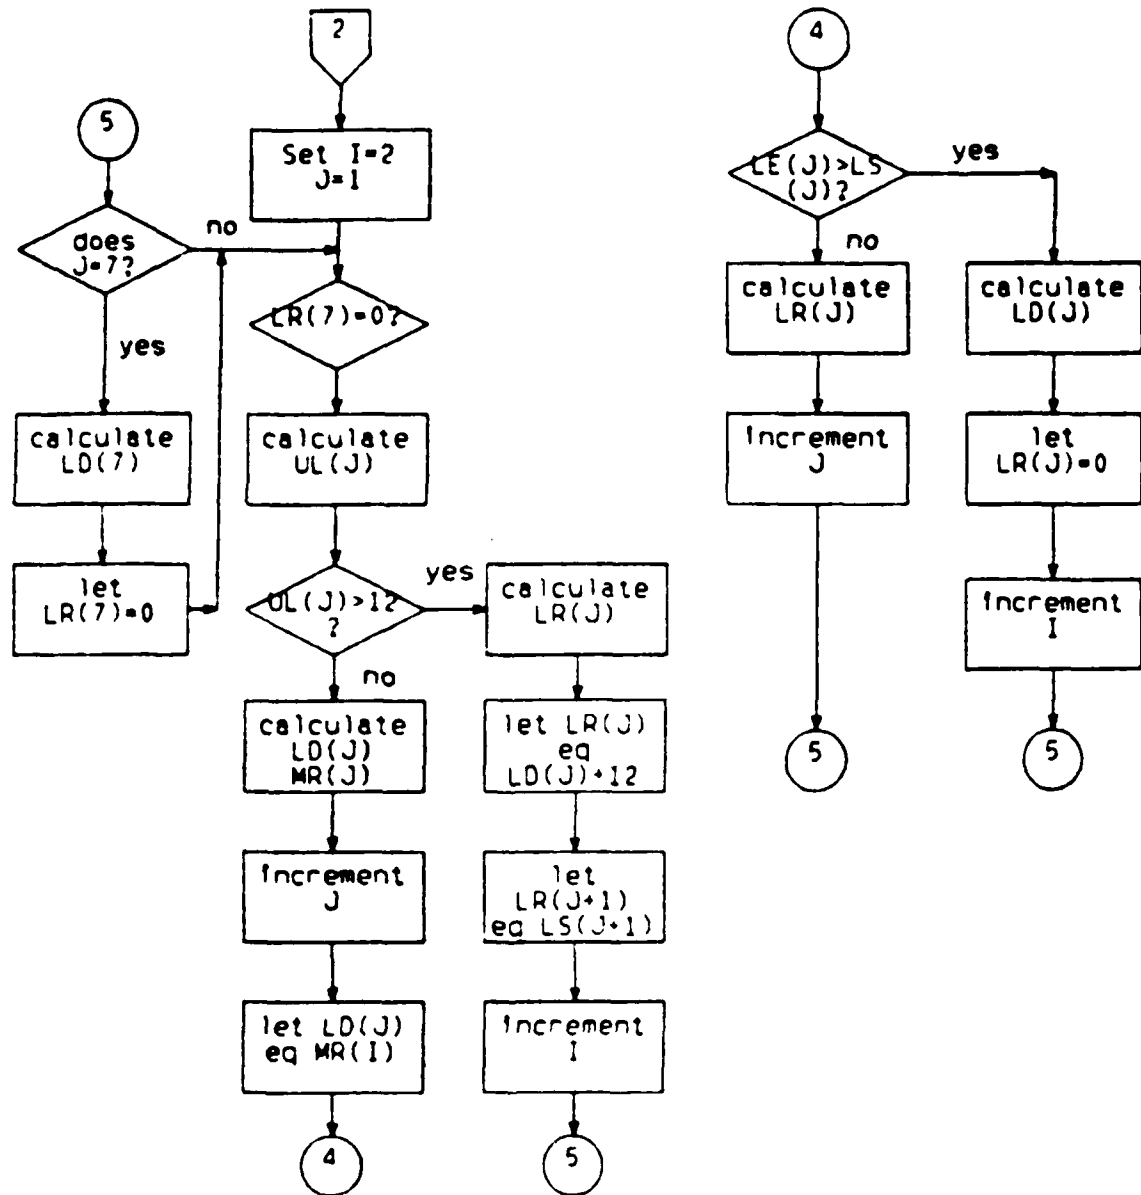 2
Set I=2
J=1
5
does
J=7?
no
yes
LR(7)=0?
calculate
LD(7)
let
LR(7)=0
calculate
UL(J)
UL(J)>12
?
yes
no
calculate
LD(J)
MR(J)
increment
J
let LD(J)
eq MR(I)
4
calculate
LR(J)
let LR(J)
eq
LD(J)+12
let
LR(J+1)
eq LS(J+1)
increment
I
5
4
LE(J)>LS
(J)?
yes
no
calculate
LR(J)
increment
J
5
calculate
LD(J)
let
LR(J)=0
increment
I
5